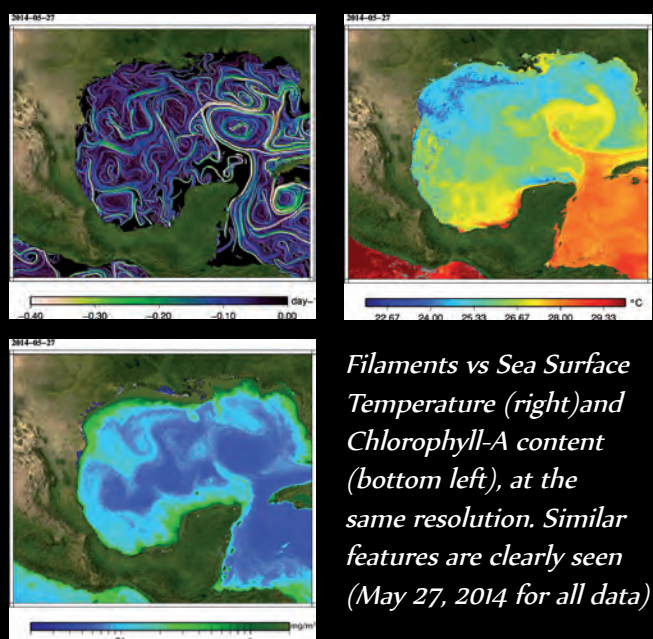 2014-05-27
2014-05-27
day-
-0.40 -0.30 -0.20 -0.10 0.00
°C
22.67 24.00 25.33 26.67 28.00 29.33
2014-05-27
mg/m
Filaments vs Sea Surface
Temperature (right)and
Chlorophyll-A content
(bottom left), at the
same resolution. Similar
features are clearly seen
(May 27, 2014 for all data)